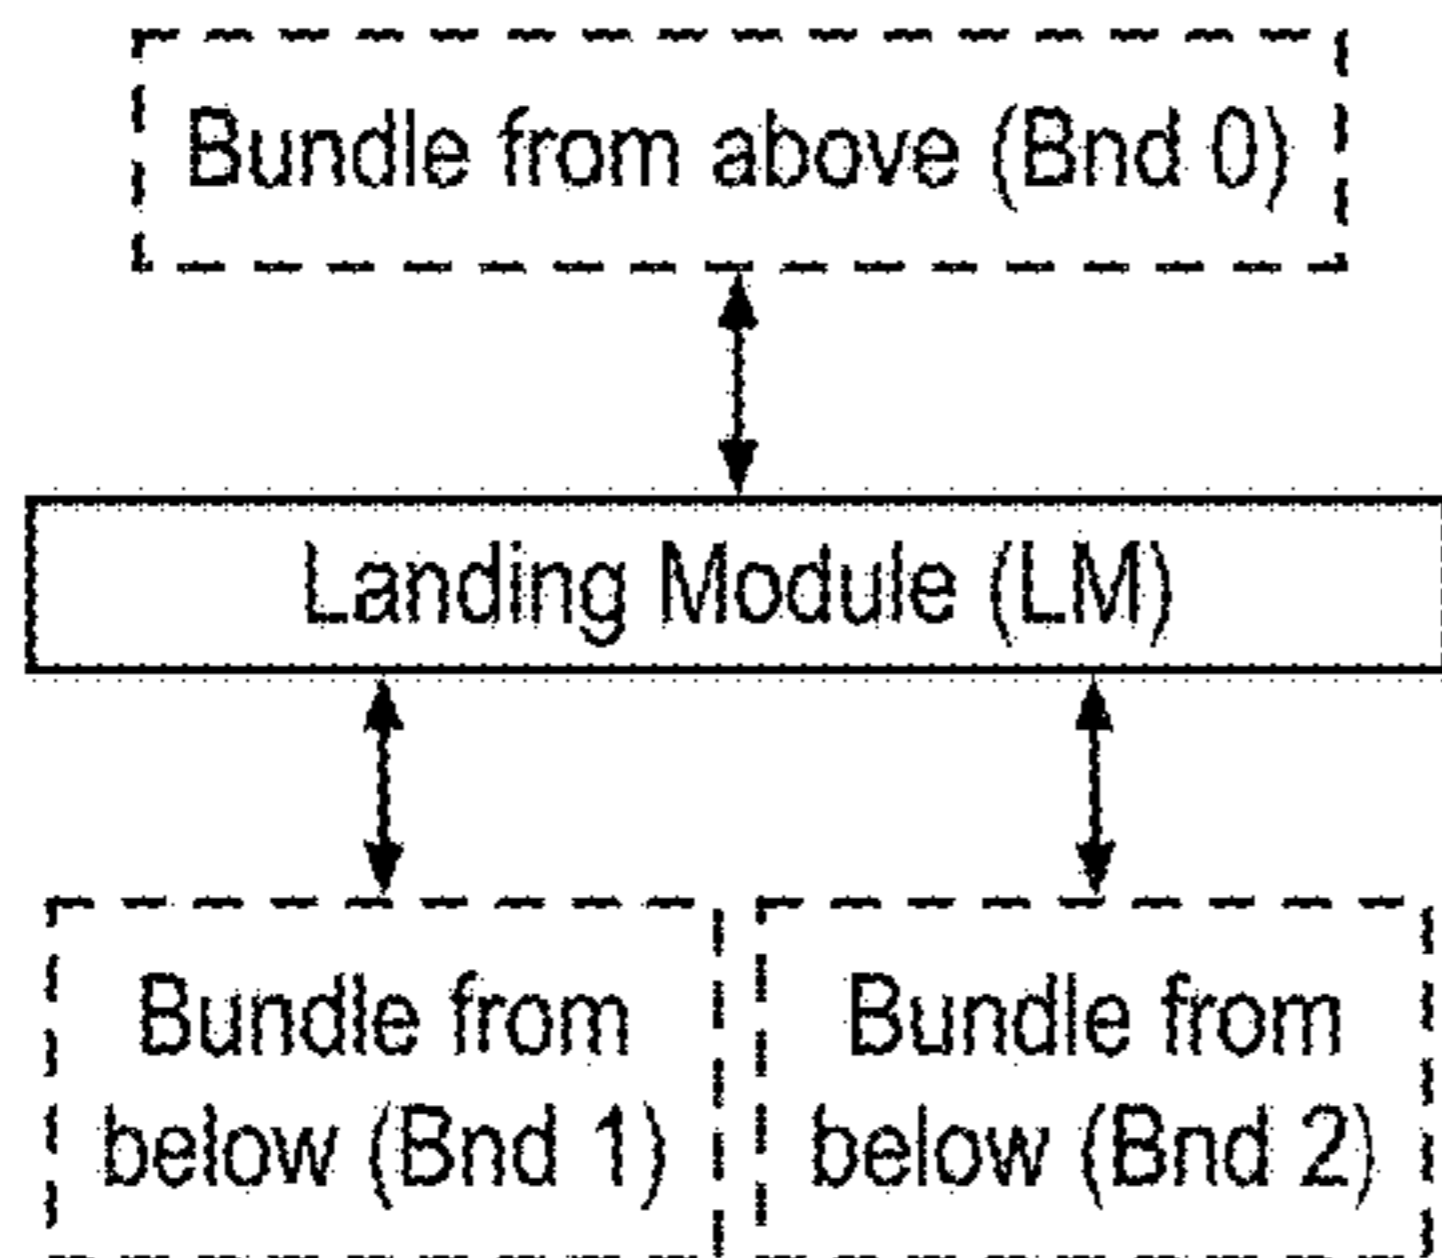 Bundle from above (Bnd 0)
Landing Module (LM)
Bundle from
below (Bnd 1)
Bundle from
below (Bnd 2)